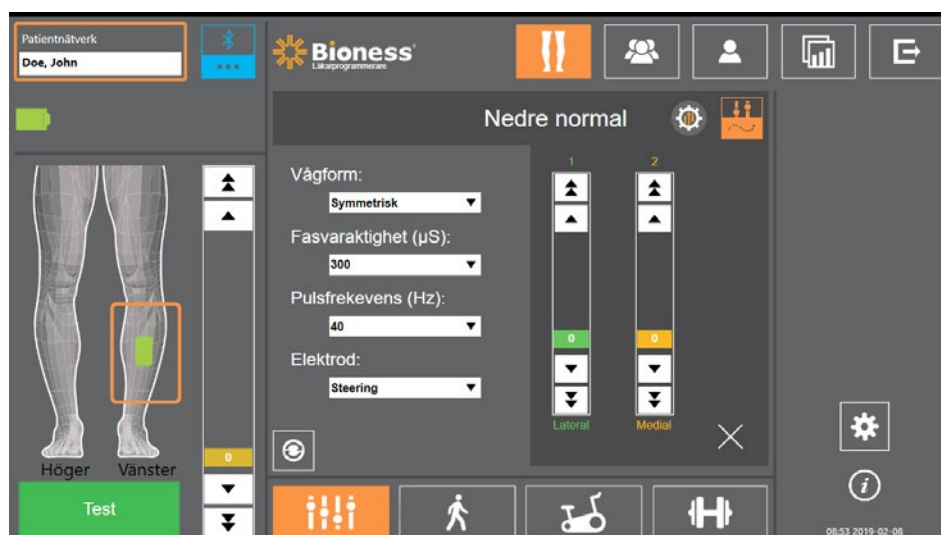 Patientnätverk
Doe, John
Bioness
Läkarprogrammerare
Nedre normal
Vågform:
Symmetrisk
Fasvaraktighet (µS):
300
Pulsfrekevens (Hz):
40
Elektrod:
Steering
1
2
0
0
Lateral
Medial
Höger
Vänster
0
Test
i
08:53 2019-02-08